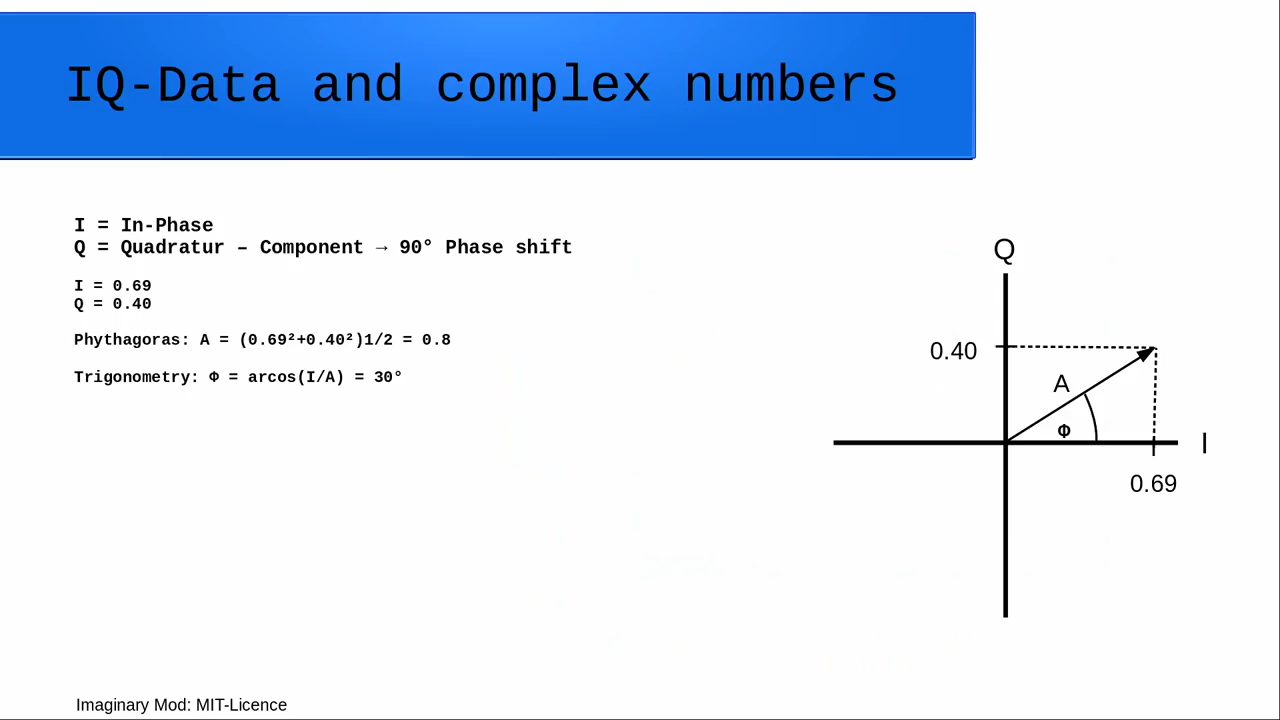 IQ-Data and complex numbers
I = In-Phase
Q = Quadratur – Component → 90° Phase shift
I = 0.69
Q = 0.40
Phythagoras: A = (0.69²+0.40²)1/2 = 0.8
Trigonometry: Φ = arcos(I/A) = 30°
Q
0.40
A
Φ
I
0.69
Imaginary Mod: MIT-Licence